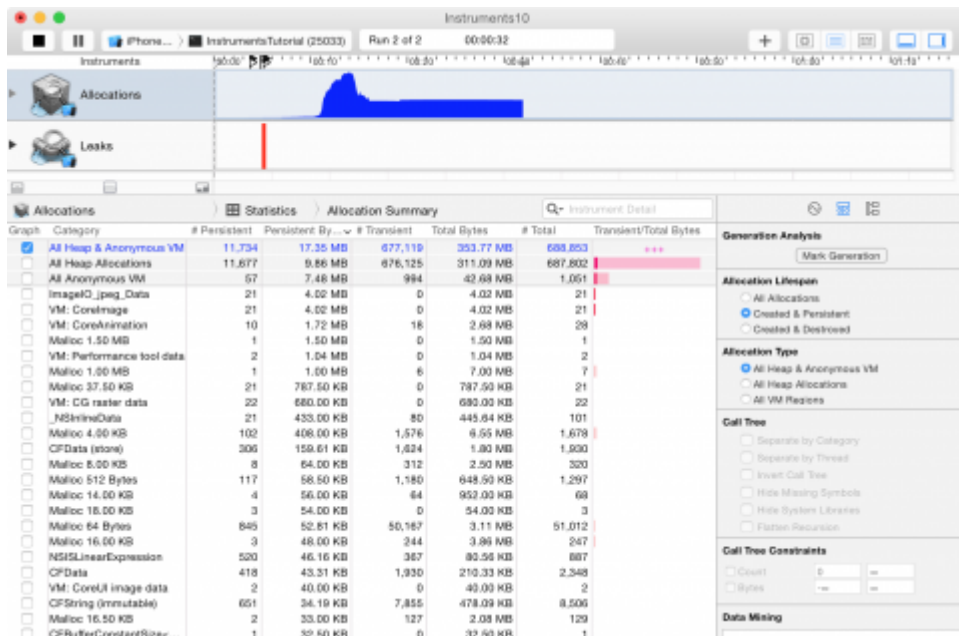 Instruments10
iPhone... > InstrumentsTutorial (25033) Run 2 of 2 00:00:32
Instruments
Allocations
Leaks
Allocations Statistics Allocation Summary Instrument Detail
Graph Category # Persistent Persistent By... # Transient Total Bytes # Total Transient/Total Bytes
All Heap & Anonymous VM 11,734 17.35 MB 677,119 353.77 MB 688,853
All Heap Allocations 11,677 9.86 MB 676,125 311.09 MB 687,802
All Anonymous VM 57 7.48 MB 994 42.68 MB 1,051
ImageIO_jpeg_Data 21 4.02 MB 0 4.02 MB 21
VM: CoreImage 21 4.02 MB 0 4.02 MB 21
VM: CoreAnimation 10 1.72 MB 18 2.68 MB 28
Malloc 1.50 MB 1 1.50 MB 0 1.50 MB 1
VM: Performance tool data 2 1.04 MB 0 1.04 MB 2
Malloc 1.00 MB 1 1.00 MB 6 7.00 MB 7
Malloc 37.50 KB 21 787.50 KB 0 787.50 KB 21
VM: CG raster data 22 680.00 KB 0 680.00 KB 22
_NSInlineData 21 433.00 KB 80 445.64 KB 101
Malloc 4.00 KB 102 408.00 KB 1,576 6.55 MB 1,678
CFData (store) 306 159.61 KB 1,624 1.80 MB 1,930
Malloc 8.00 KB 8 64.00 KB 312 2.50 MB 320
Malloc 512 Bytes 117 58.50 KB 1,180 648.50 KB 1,297
Malloc 14.00 KB 4 56.00 KB 64 952.00 KB 68
Malloc 18.00 KB 3 54.00 KB 0 54.00 KB 3
Malloc 64 Bytes 845 52.81 KB 50,167 3.11 MB 51,012
Malloc 16.00 KB 3 48.00 KB 244 3.86 MB 247
NSISLinearExpression 520 46.16 KB 367 80.56 KB 887
CFData 418 43.31 KB 1,930 210.33 KB 2,348
VM: CoreUI image data 2 40.00 KB 0 40.00 KB 2
CFString (immutable) 651 34.19 KB 7,855 478.09 KB 8,506
Malloc 16.50 KB 2 33.00 KB 127 2.08 MB 129
1 32.50 KB 0 32.50 KB 1
Generation Analysis
Mark Generation
Allocation Lifespan
All Allocations
Created & Persistent
Created & Destroyed
Allocation Type
All Heap & Anonymous VM
All Heap Allocations
All VM Regions
Call Tree
Separate by Category
Separate by Thread
Invert Call Tree
Hide Missing Symbols
Hide System Libraries
Flatten Recursion
Call Tree Constraints
Count 0
Bytes
Data Mining